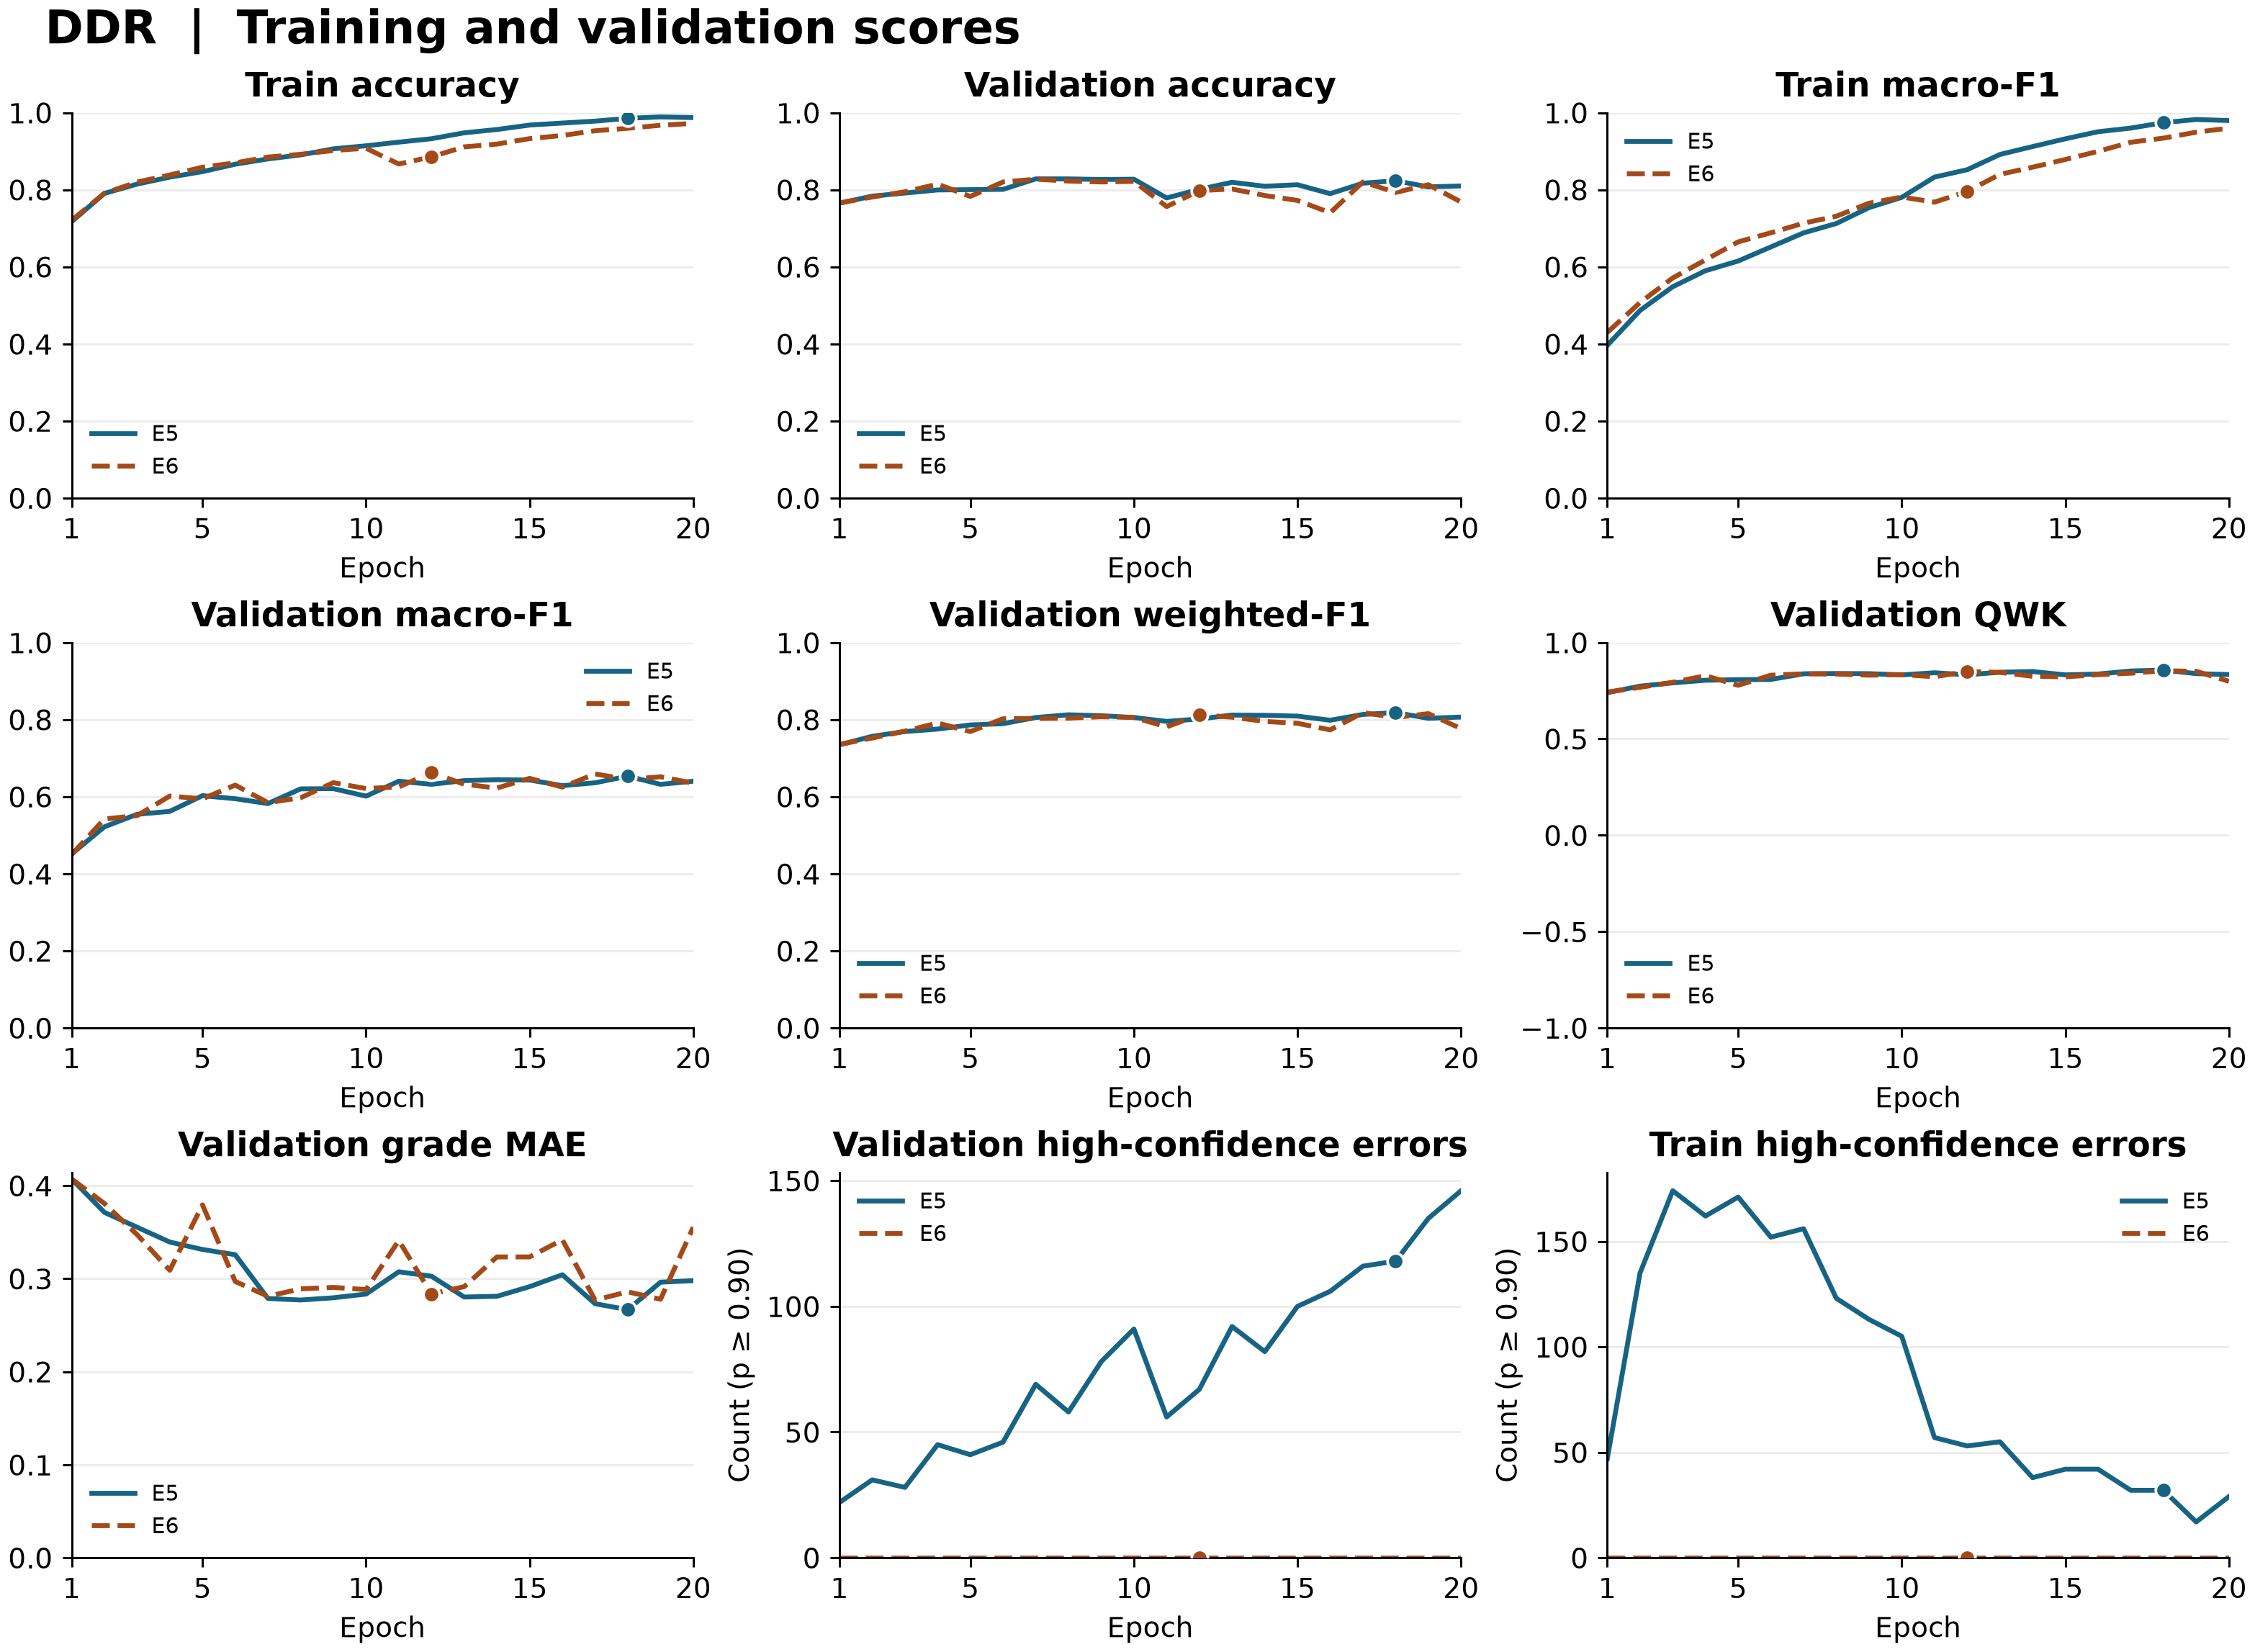 DDR | Training and validation scores
Train accuracy
1.0
0.8
0.6
0.4
0.2
0.0
E5
E6
1 5 10 15 20
Epoch
Validation accuracy
1.0
0.8
0.6
0.4
0.2
0.0
E5
E6
1 5 10 15 20
Epoch
Train macro-F1
1.0
0.8
0.6
0.4
0.2
0.0
E5
E6
1 5 10 15 20
Epoch
Validation macro-F1
1.0
0.8
0.6
0.4
0.2
0.0
E5
E6
1 5 10 15 20
Epoch
Validation weighted-F1
1.0
0.8
0.6
0.4
0.2
0.0
E5
E6
1 5 10 15 20
Epoch
Validation QWK
1.0
0.5
0.0
−0.5
−1.0
E5
E6
1 5 10 15 20
Epoch
Validation grade MAE
0.4
0.3
0.2
0.1
0.0
E5
E6
1 5 10 15 20
Epoch
Validation high-confidence errors
Count (p ≥ 0.90)
150
100
50
0
E5
E6
1 5 10 15 20
Epoch
Train high-confidence errors
Count (p ≥ 0.90)
150
100
50
0
E5
E6
1 5 10 15 20
Epoch